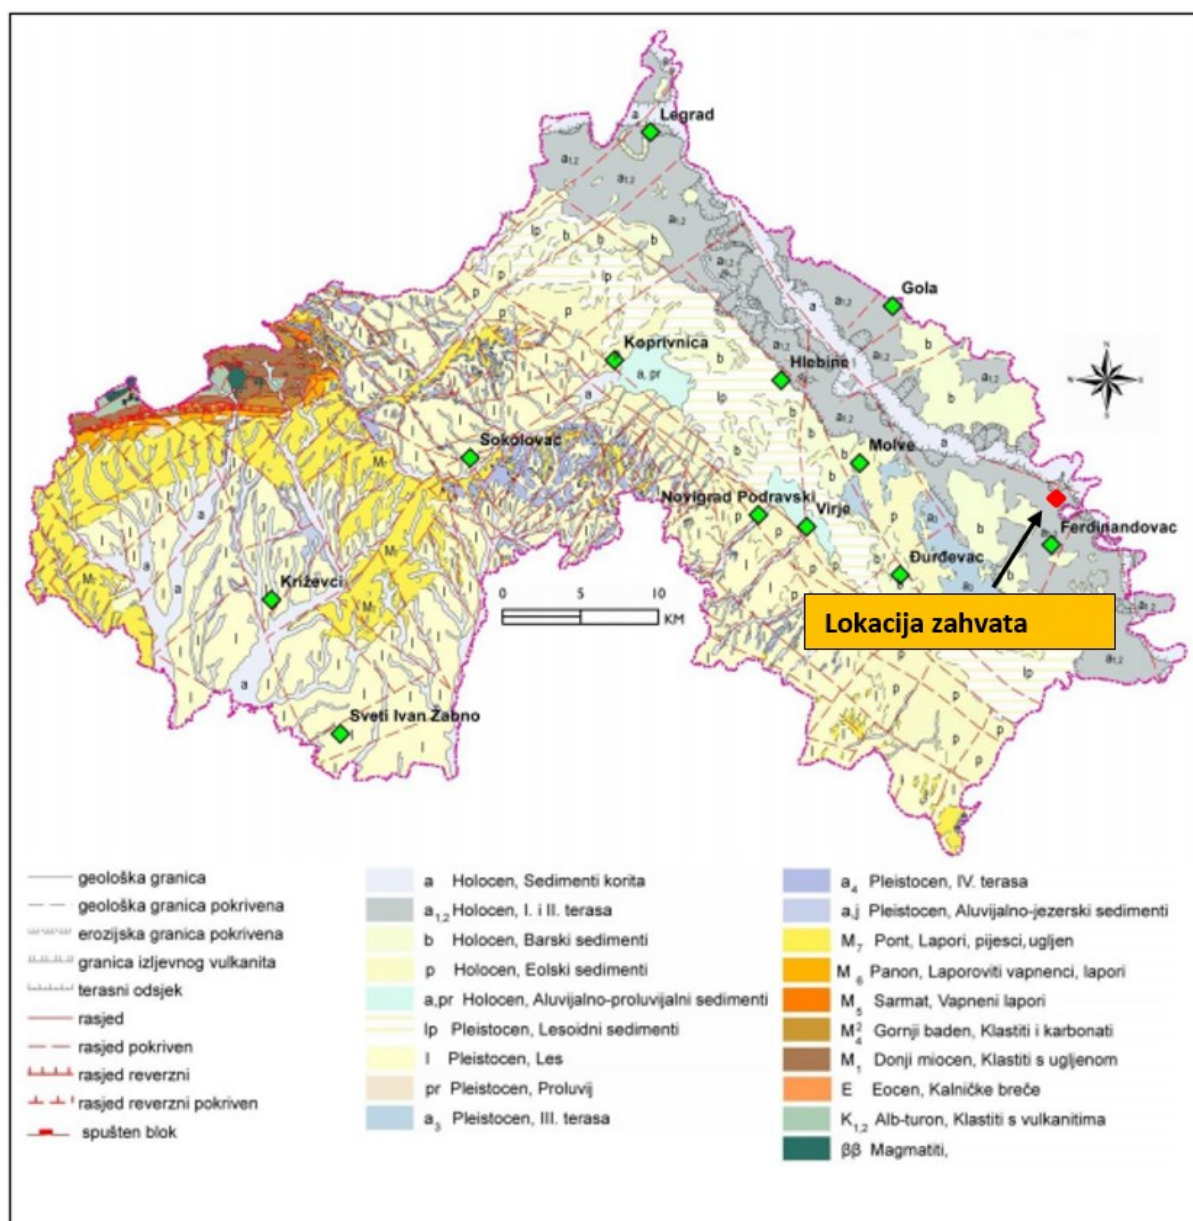 Legrad
Gola
Koprivnica
Hlebine
Sokolovac
Molve
Novigrad Podravski
Virje
Ferdinandovac
Đurđevac
Križevci
0 5 10
KM
Lokacija zahvata
Sveti Ivan Žabno
geološka granica
geološka granica pokrivena
erozijska granica pokrivena
granica izljevnog vulkanita
terasni odsjek
rasjed
rasjed pokriven
rasjed reverzni
rasjed reverzni pokriven
spušten blok
a Holocen, Sedimenti korita
a1,2 Holocen, I. i II. terasa
b Holocen, Barski sedimenti
p Holocen, Eolski sedimenti
a,pr Holocen, Aluvijalno-proluvijalni sedimenti
lp Pleistocen, Lesoidni sedimenti
l Pleistocen, Les
pr Pleistocen, Proluvij
a3 Pleistocen, III. terasa
a4 Pleistocen, IV. terasa
a,j Pleistocen, Aluvijalno-jezerski sedimenti
M7 Pont, Lapori, pijesci, ugljen
M6 Panon, Laporoviti vapnenci, lapori
M5 Sarmat, Vapneni lapori
M4² Gornji baden, Klastiti i karbonati
M1 Donji miocen, Klastiti s ugljenom
E Eocen, Kalničke breče
K1,2 Alb-turon, Klastiti s vulkanitima
ββ Magmatiti,